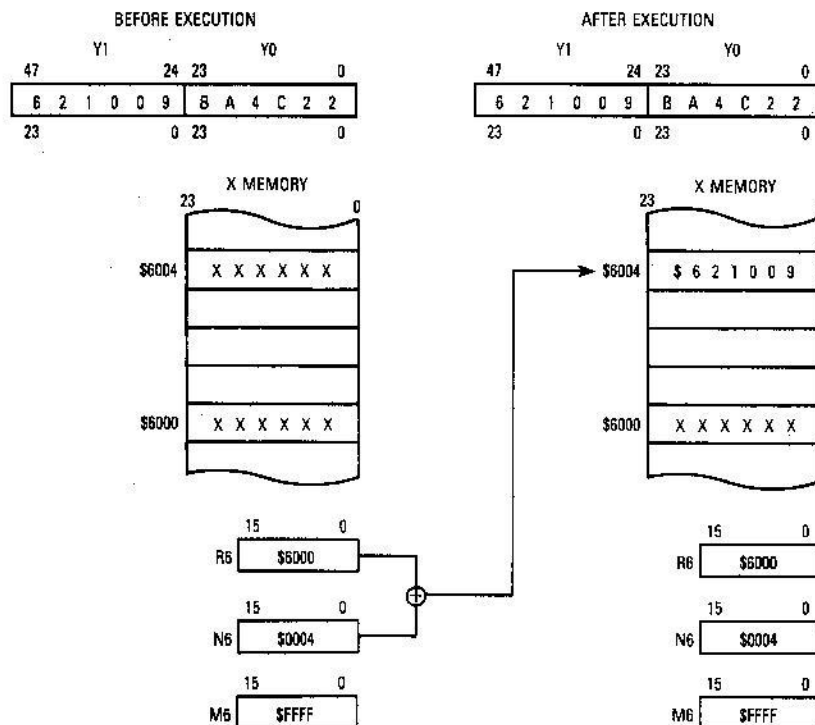 BEFORE EXECUTION AFTER EXECUTION
Y1 Y0 Y1 Y0
47 24 23 0 47 24 23 0
6 2 1 0 0 9 B A 4 C 2 2 6 2 1 0 0 9 B A 4 C 2 2
23 0 23 0 23 0 23 0
X MEMORY X MEMORY
23 0 23
$6004 X X X X X X $6004 $ 6 2 1 0 0 9
$6000 X X X X X X $6000 X X X X X X
15 0 15 0
R6 $6000 R6 $6000
+
15 0 15 0
N6 $0004 N6 $0004
15 0 15 0
M6 $FFFF M6 $FFFF